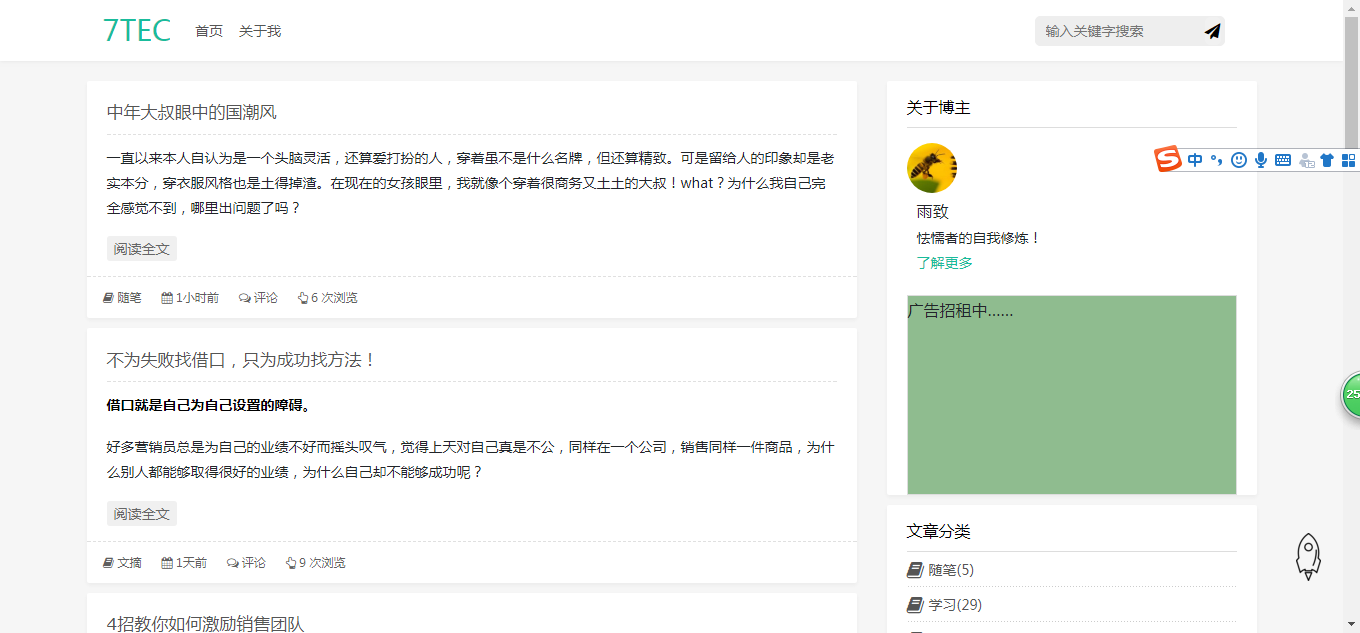 7TEC 首页 关于我 输入关键字搜索
中年大叔眼中的国潮风
一直以来本人自认为是一个头脑灵活，还算爱打扮的人，穿着虽不是什么名牌，但还算精致。可是留给人的印象却是老
实本分，穿衣服风格也是土得掉渣。在现在的女孩眼里，我就像个穿着很商务又土土的大叔！what？为什么我自己完
全感觉不到，哪里出问题了吗？
阅读全文
随笔 1小时前 评论 6 次浏览
不为失败找借口，只为成功找方法！
借口就是自己为自己设置的障碍。
好多营销员总是为自己的业绩不好而摇头叹气，觉得上天对自己真是不公，同样在一个公司，销售同样一件商品，为什
么别人都能够取得很好的业绩，为什么自己却不能够成功呢？
阅读全文
文摘 1天前 评论 9 次浏览
4招教你如何激励销售团队
关于博主
中
雨致
怯懦者的自我修炼！
了解更多
广告招租中......
25
文章分类
随笔(5)
学习(29)